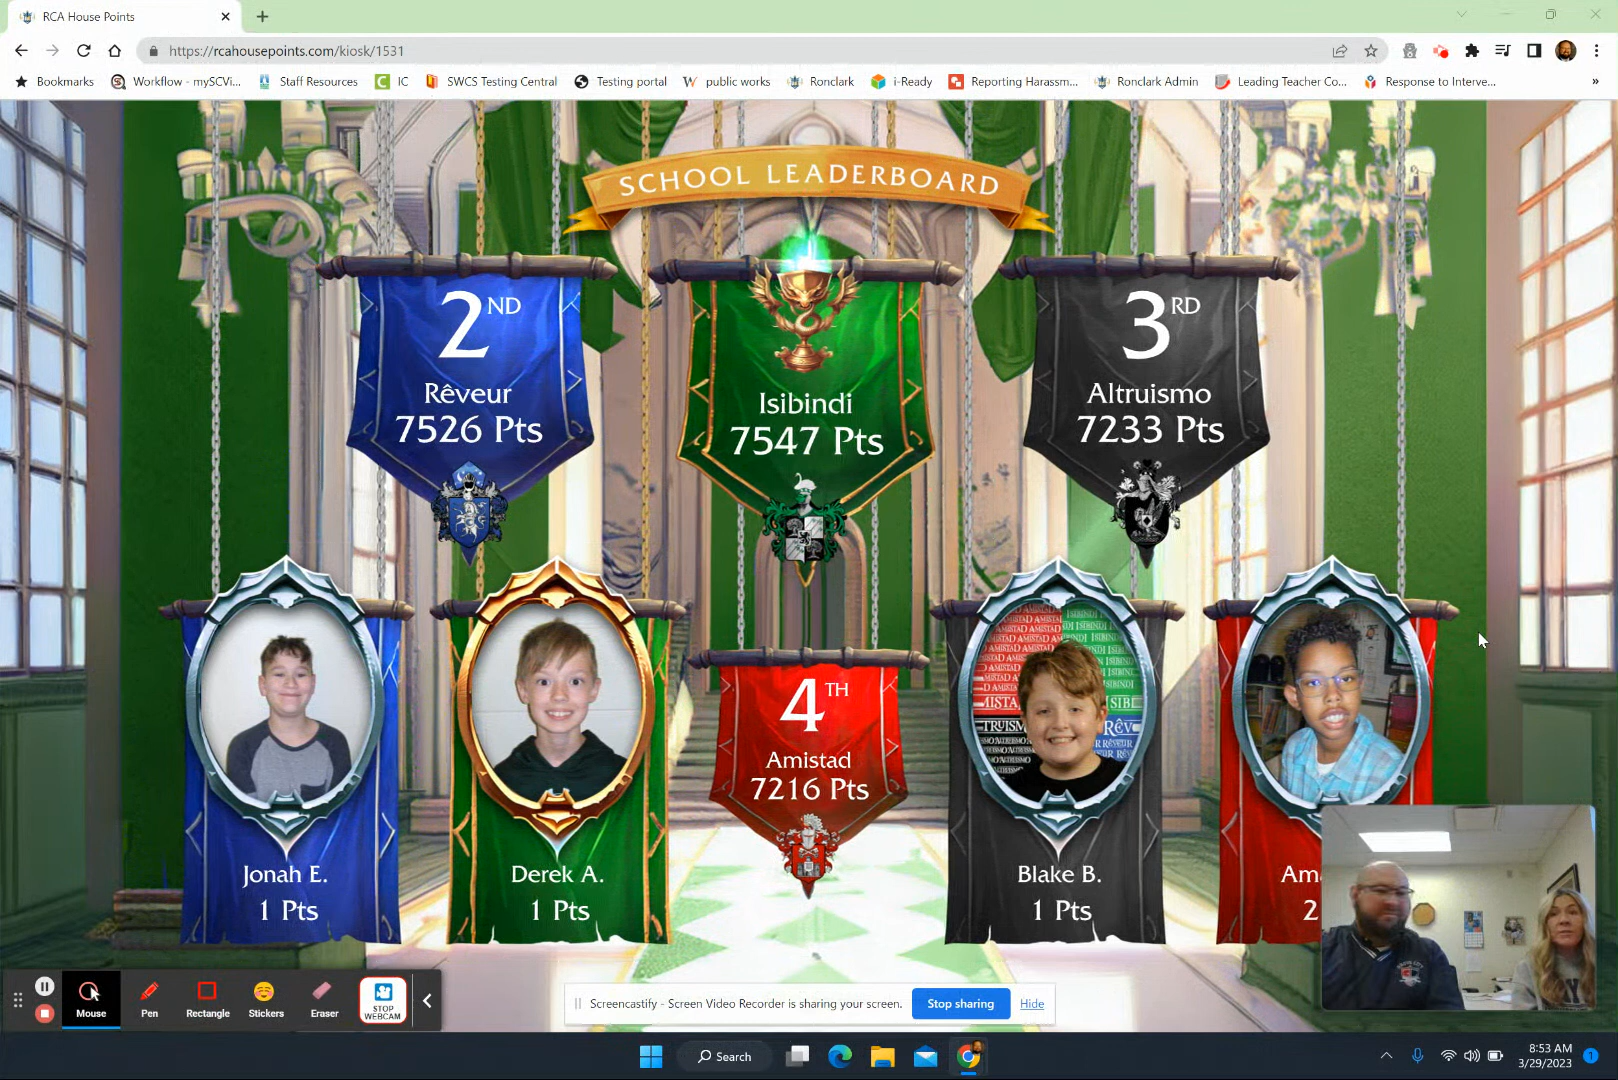 RCA House Points
https://rcahousepoints.com/kiosk/1531
Bookmarks
Workflow - mySCVi...
Staff Resources
IC
SWCS Testing Central
Testing portal
public works
Ronclark
i-Ready
Reporting Harassm...
Ronclark Admin
Leading Teacher Co...
Response to Interve...
»
SCHOOL LEADERBOARD
2ND
Rêveur
7526 Pts
Isibindi
7547 Pts
3RD
Altruismo
7233 Pts
4TH
Amistad
7216 Pts
Jonah E.
1 Pts
Derek A.
1 Pts
Blake B.
1 Pts
Am
2
Mouse
Pen
Rectangle
Stickers
Eraser
STOP
WEBCAM
Screencastify - Screen Video Recorder is sharing your screen.
Stop sharing
Hide
Search
8:53 AM
3/29/2023
1